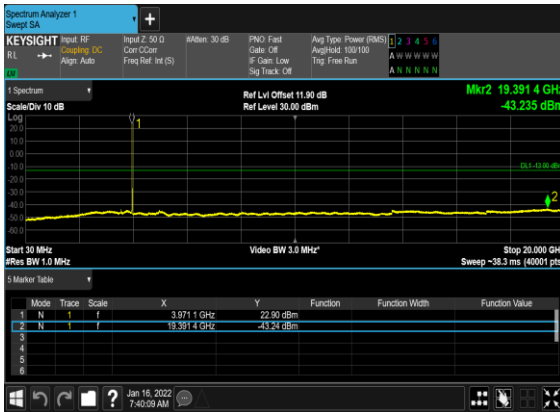 Spectrum Analyzer 1
Swept SA
+
KEYSIGHT
RL
Input: RF
Coupling: DC
Align: Auto
Input Z: 50 Ω
Corr CCorr
Freq Ref: Int (S)
#Atten: 30 dB
PNO: Fast
Gate: Off
IF Gain: Low
Sig Track: Off
Avg Type: Power (RMS)
Avg|Hold: 100/100
Trig: Free Run
1 2 3 4 5 6
A W W W W W
A N N N N N
1 Spectrum
Scale/Div 10 dB
Ref Lvl Offset 11.90 dB
Ref Level 30.00 dBm
Mkr2 19.391 4 GHz
-43.235 dBm
Log
20.0
10.0
0.00
-10.0
-20.0
-30.0
-40.0
-50.0
-60.0
1
DL1 -13.00 dBm
2
Start 30 MHz
#Res BW 1.0 MHz
Video BW 3.0 MHz*
Stop 20.000 GH
Sweep ~38.3 ms (40001 pts
5 Marker Table
Mode Trace Scale X Y Function Function Width Function Value
1 N 1 f 3.971 1 GHz 22.90 dBm
2 N 1 f 19.391 4 GHz -43.24 dBm
3
4
5
6
?
Jan 16, 2022
7:40:09 AM